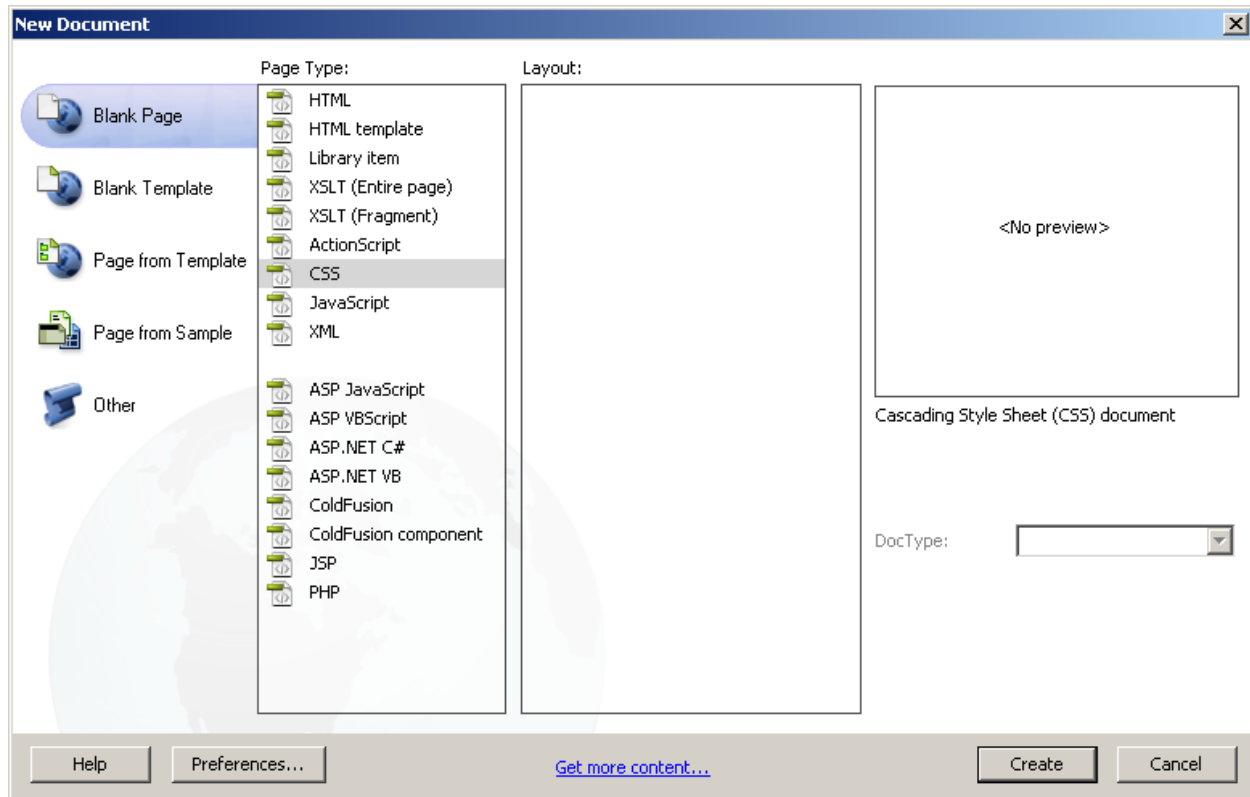 New Document
Page Type:
Layout:
Blank Page
Blank Template
Page from Template
Page from Sample
Other
HTML
HTML template
Library item
XSLT (Entire page)
XSLT (Fragment)
ActionScript
CSS
JavaScript
XML
ASP JavaScript
ASP VBScript
ASP.NET C#
ASP.NET VB
ColdFusion
ColdFusion component
JSP
PHP
<No preview>
Cascading Style Sheet (CSS) document
DocType:
Help
Preferences...
Get more content...
Create
Cancel